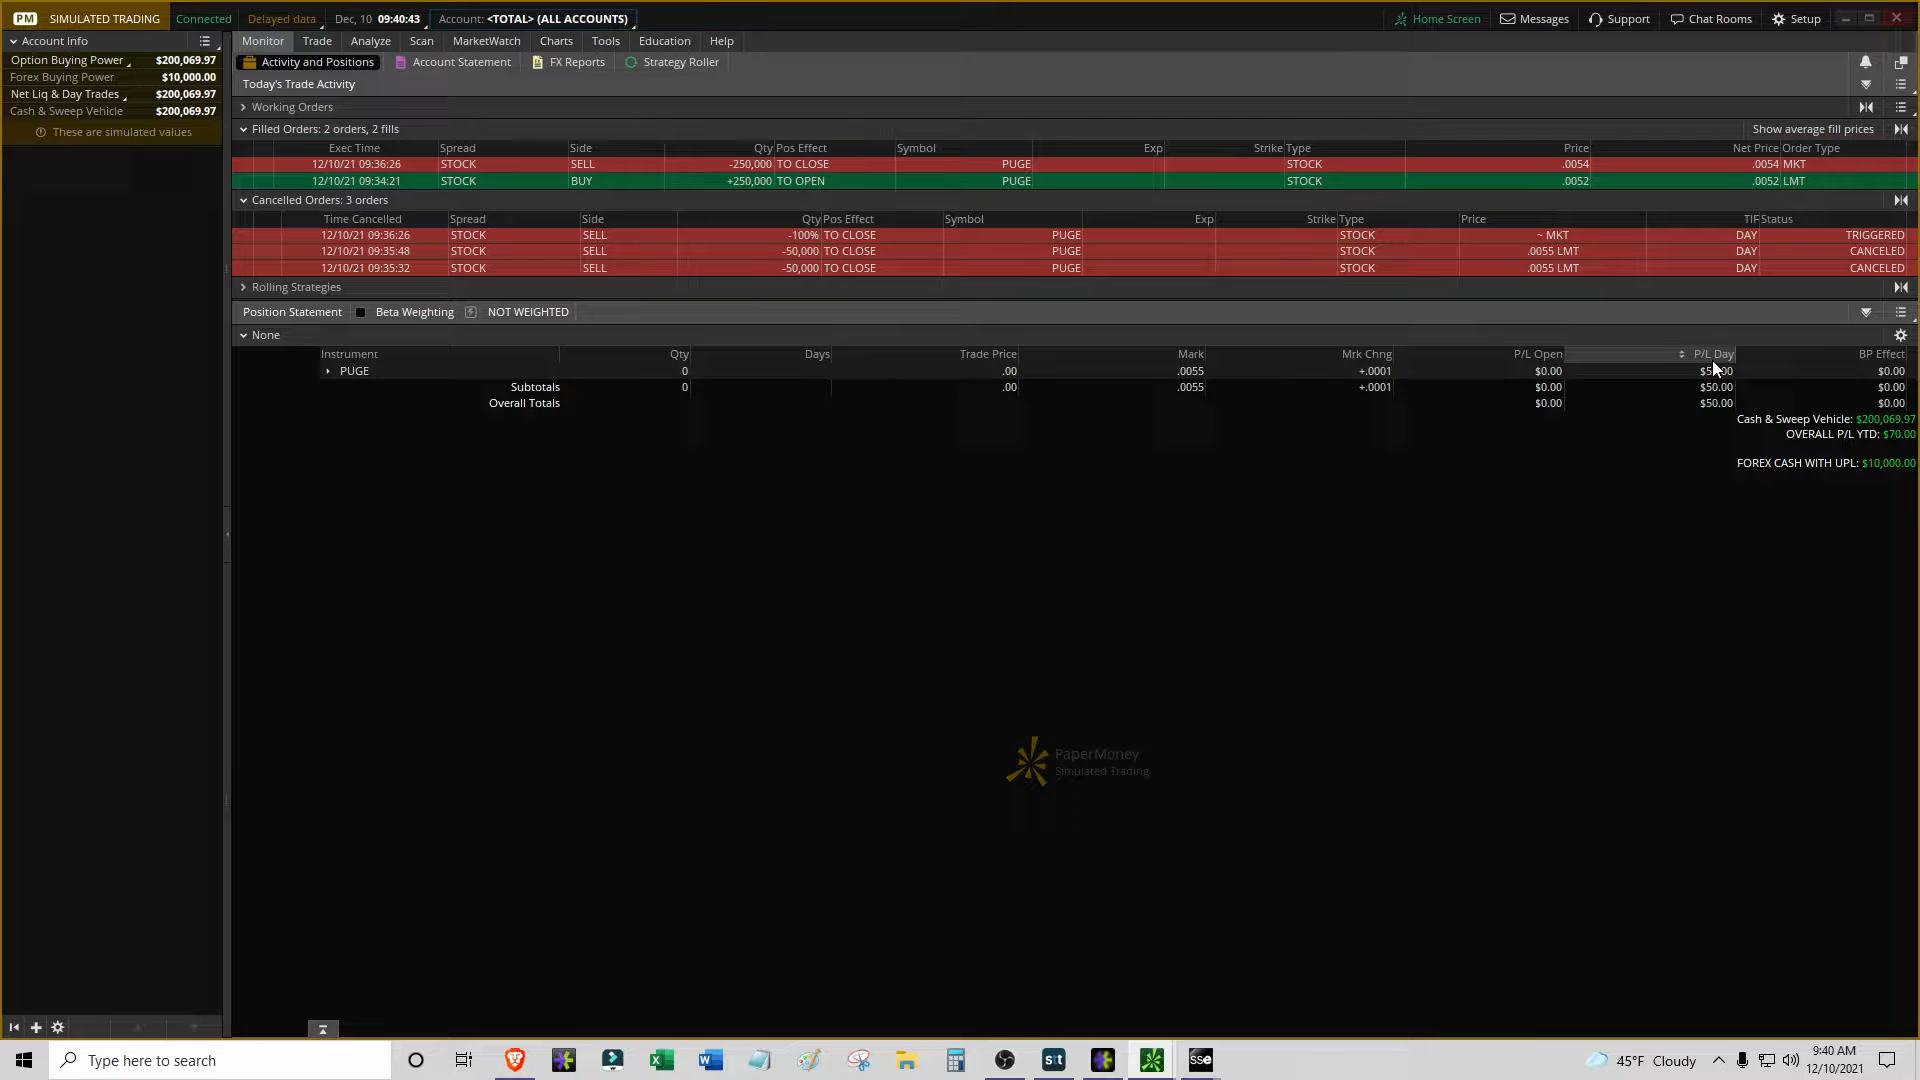 PM SIMULATED TRADING Connected Delayed data Dec, 10 09:40:43 Account: <TOTAL> (ALL ACCOUNTS) Home Screen Messages Support Chat Rooms Setup
Account Info Monitor Trade Analyze Scan MarketWatch Charts Tools Education Help
Option Buying Power $200,069.97 Activity and Positions Account Statement FX Reports Strategy Roller
Forex Buying Power $10,000.00
Net Liq & Day Trades $200,069.97
Cash & Sweep Vehicle $200,069.97
These are simulated values
Today's Trade Activity
Working Orders
Filled Orders: 2 orders, 2 fills Show average fill prices
Exec Time Spread Side Qty Pos Effect Symbol Exp Strike Type Price Net Price Order Type
12/10/21 09:36:26 STOCK SELL -250,000 TO CLOSE PUGE STOCK .0054 .0054 MKT
12/10/21 09:34:21 STOCK BUY +250,000 TO OPEN PUGE STOCK .0052 .0052 LMT
Cancelled Orders: 3 orders
Time Cancelled Spread Side Qty Pos Effect Symbol Exp Strike Type Price TIF Status
12/10/21 09:36:26 STOCK SELL -100% TO CLOSE PUGE STOCK ~ MKT DAY TRIGGERED
12/10/21 09:35:48 STOCK SELL -50,000 TO CLOSE PUGE STOCK .0055 LMT DAY CANCELED
12/10/21 09:35:32 STOCK SELL -50,000 TO CLOSE PUGE STOCK .0055 LMT DAY CANCELED
Rolling Strategies
Position Statement Beta Weighting NOT WEIGHTED
None
Instrument Qty Days Trade Price Mark Mrk Chng P/L Open P/L Day BP Effect
PUGE 0 .00 .0055 +.0001 $0.00 $0.00
Subtotals 0 .00 .0055 +.0001 $0.00 $50.00 $0.00
Overall Totals $0.00 $50.00 $0.00
Cash & Sweep Vehicle: $200,069.97
OVERALL P/L YTD: $70.00
FOREX CASH WITH UPL: $10,000.00
PaperMoney
Simulated Trading
Type here to search stt SSe 45°F Cloudy 9:40 AM
12/10/2021